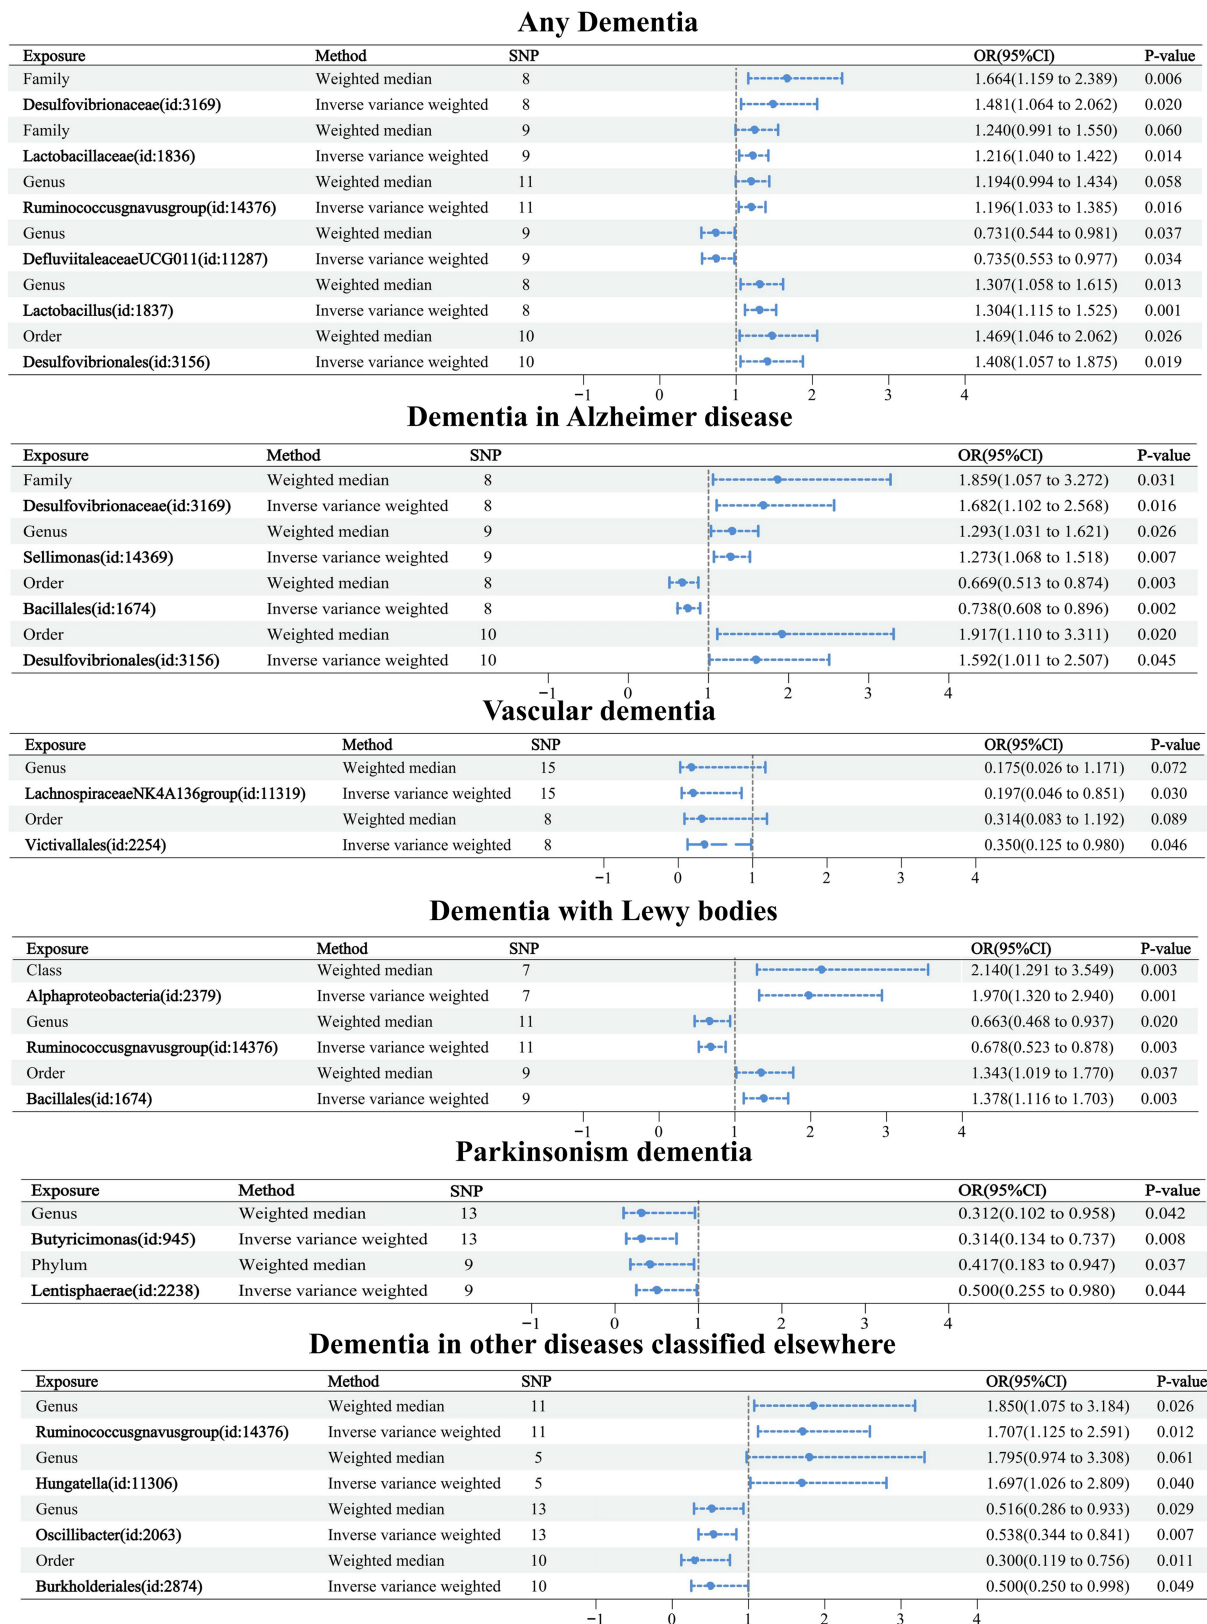 Any Dementia
Exposure Method SNP OR(95%CI) P-value
Family Weighted median 8 1.664(1.159 to 2.389) 0.006
Desulfovibrionaceae(id:3169) Inverse variance weighted 8 1.481(1.064 to 2.062) 0.020
Family Weighted median 9 1.240(0.991 to 1.550) 0.060
Lactobacillaceae(id:1836) Inverse variance weighted 9 1.216(1.040 to 1.422) 0.014
Genus Weighted median 11 1.194(0.994 to 1.434) 0.058
Ruminococcusgnavusgroup(id:14376) Inverse variance weighted 11 1.196(1.033 to 1.385) 0.016
Genus Weighted median 9 0.731(0.544 to 0.981) 0.037
DefluviitaleaceaeUCG011(id:11287) Inverse variance weighted 9 0.735(0.553 to 0.977) 0.034
Genus Weighted median 8 1.307(1.058 to 1.615) 0.013
Lactobacillus(id:1837) Inverse variance weighted 8 1.304(1.115 to 1.525) 0.001
Order Weighted median 10 1.469(1.046 to 2.062) 0.026
Desulfovibrionales(id:3156) Inverse variance weighted 10 1.408(1.057 to 1.875) 0.019
−1 0 1 2 3 4
Dementia in Alzheimer disease
Exposure Method SNP OR(95%CI) P-value
Family Weighted median 8 1.859(1.057 to 3.272) 0.031
Desulfovibrionaceae(id:3169) Inverse variance weighted 8 1.682(1.102 to 2.568) 0.016
Genus Weighted median 9 1.293(1.031 to 1.621) 0.026
Sellimonas(id:14369) Inverse variance weighted 9 1.273(1.068 to 1.518) 0.007
Order Weighted median 8 0.669(0.513 to 0.874) 0.003
Bacillales(id:1674) Inverse variance weighted 8 0.738(0.608 to 0.896) 0.002
Order Weighted median 10 1.917(1.110 to 3.311) 0.020
Desulfovibrionales(id:3156) Inverse variance weighted 10 1.592(1.011 to 2.507) 0.045
−1 0 1 2 3 4
Vascular dementia
Exposure Method SNP OR(95%CI) P-value
Genus Weighted median 15 0.175(0.026 to 1.171) 0.072
LachnospiraceaeNK4A136group(id:11319) Inverse variance weighted 15 0.197(0.046 to 0.851) 0.030
Order Weighted median 8 0.314(0.083 to 1.192) 0.089
Victivallales(id:2254) Inverse variance weighted 8 0.350(0.125 to 0.980) 0.046
−1 0 1 2 3 4
Dementia with Lewy bodies
Exposure Method SNP OR(95%CI) P-value
Class Weighted median 7 2.140(1.291 to 3.549) 0.003
Alphaproteobacteria(id:2379) Inverse variance weighted 7 1.970(1.320 to 2.940) 0.001
Genus Weighted median 11 0.663(0.468 to 0.937) 0.020
Ruminococcusgnavusgroup(id:14376) Inverse variance weighted 11 0.678(0.523 to 0.878) 0.003
Order Weighted median 9 1.343(1.019 to 1.770) 0.037
Bacillales(id:1674) Inverse variance weighted 9 1.378(1.116 to 1.703) 0.003
−1 0 1 2 3 4
Parkinsonism dementia
Exposure Method SNP OR(95%CI) P-value
Genus Weighted median 13 0.312(0.102 to 0.958) 0.042
Butyricimonas(id:945) Inverse variance weighted 13 0.314(0.134 to 0.737) 0.008
Phylum Weighted median 9 0.417(0.183 to 0.947) 0.037
Lentisphaerae(id:2238) Inverse variance weighted 9 0.500(0.255 to 0.980) 0.044
−1 0 1 2 3 4
Dementia in other diseases classified elsewhere
Exposure Method SNP OR(95%CI) P-value
Genus Weighted median 11 1.850(1.075 to 3.184) 0.026
Ruminococcusgnavusgroup(id:14376) Inverse variance weighted 11 1.707(1.125 to 2.591) 0.012
Genus Weighted median 5 1.795(0.974 to 3.308) 0.061
Hungatella(id:11306) Inverse variance weighted 5 1.697(1.026 to 2.809) 0.040
Genus Weighted median 13 0.516(0.286 to 0.933) 0.029
Oscillibacter(id:2063) Inverse variance weighted 13 0.538(0.344 to 0.841) 0.007
Order Weighted median 10 0.300(0.119 to 0.756) 0.011
Burkholderiales(id:2874) Inverse variance weighted 10 0.500(0.250 to 0.998) 0.049
−1 0 1 2 3 4